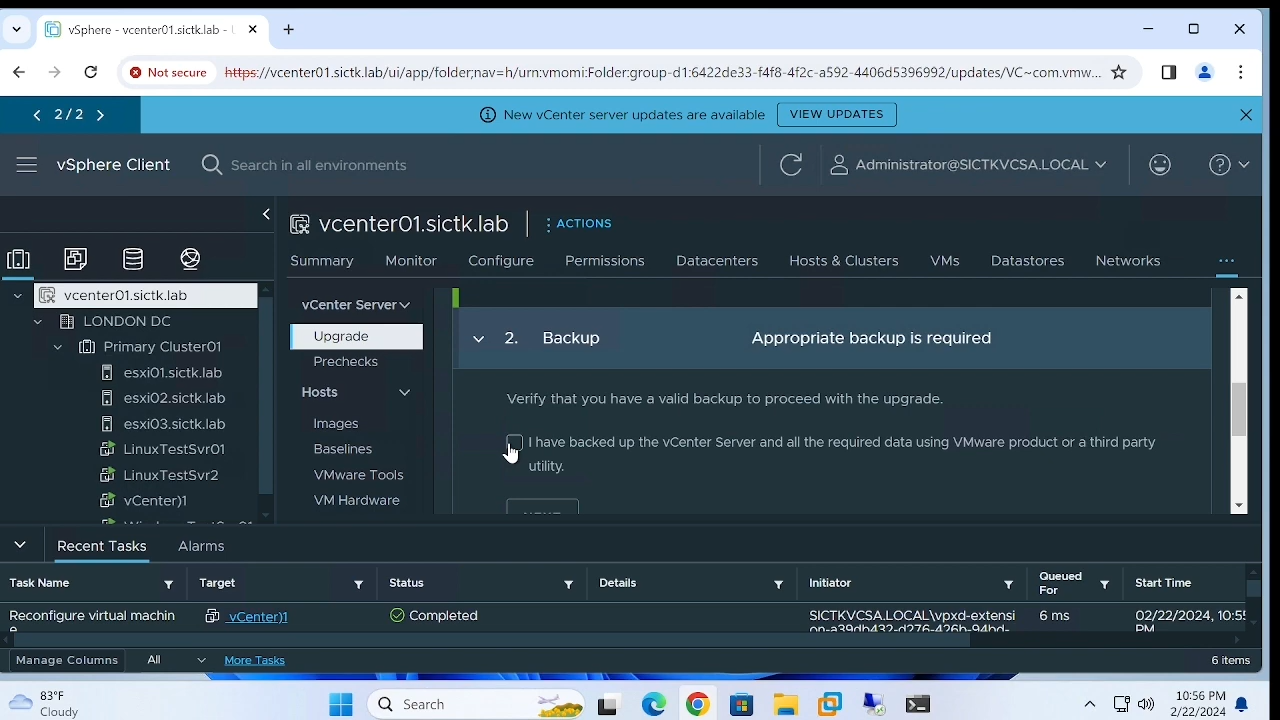 vSphere - vcenter01.sictk.lab -
Not secure
https://vcenter01.sictk.lab/ui/app/folder;nav=h/urn:vmomi:Folder:group-d1:6422de33-f4f8-4f2c-a592-4406d5396992/updates/VC~com.vmw...
2 / 2
New vCenter server updates are available
VIEW UPDATES
vSphere Client
Search in all environments
Administrator@SICTKVCSA.LOCAL
vcenter01.sictk.lab
ACTIONS
Summary
Monitor
Configure
Permissions
Datacenters
Hosts & Clusters
VMs
Datastores
Networks
...
vcenter01.sictk.lab
LONDON DC
Primary Cluster01
esxi01.sictk.lab
esxi02.sictk.lab
esxi03.sictk.lab
LinuxTestSvr01
LinuxTestSvr2
vCenter)1
vCenter Server
Upgrade
Prechecks
Hosts
Images
Baselines
VMware Tools
VM Hardware
2. Backup
Appropriate backup is required
Verify that you have a valid backup to proceed with the upgrade.
I have backed up the vCenter Server and all the required data using VMware product or a third party
utility.
NEXT
Recent Tasks
Alarms
Task Name
Target
Status
Details
Initiator
Queued
For
Start Time
Reconfigure virtual machin
e
vCenter)1
Completed
SICTKVCSA.LOCAL\vpxd-extensi
on-a39db432-d276-426b-94bd-
6 ms
02/22/2024, 10:55
PM
Manage Columns
All
More Tasks
6 items
83°F
Cloudy
Search
10:56 PM
2/22/2024